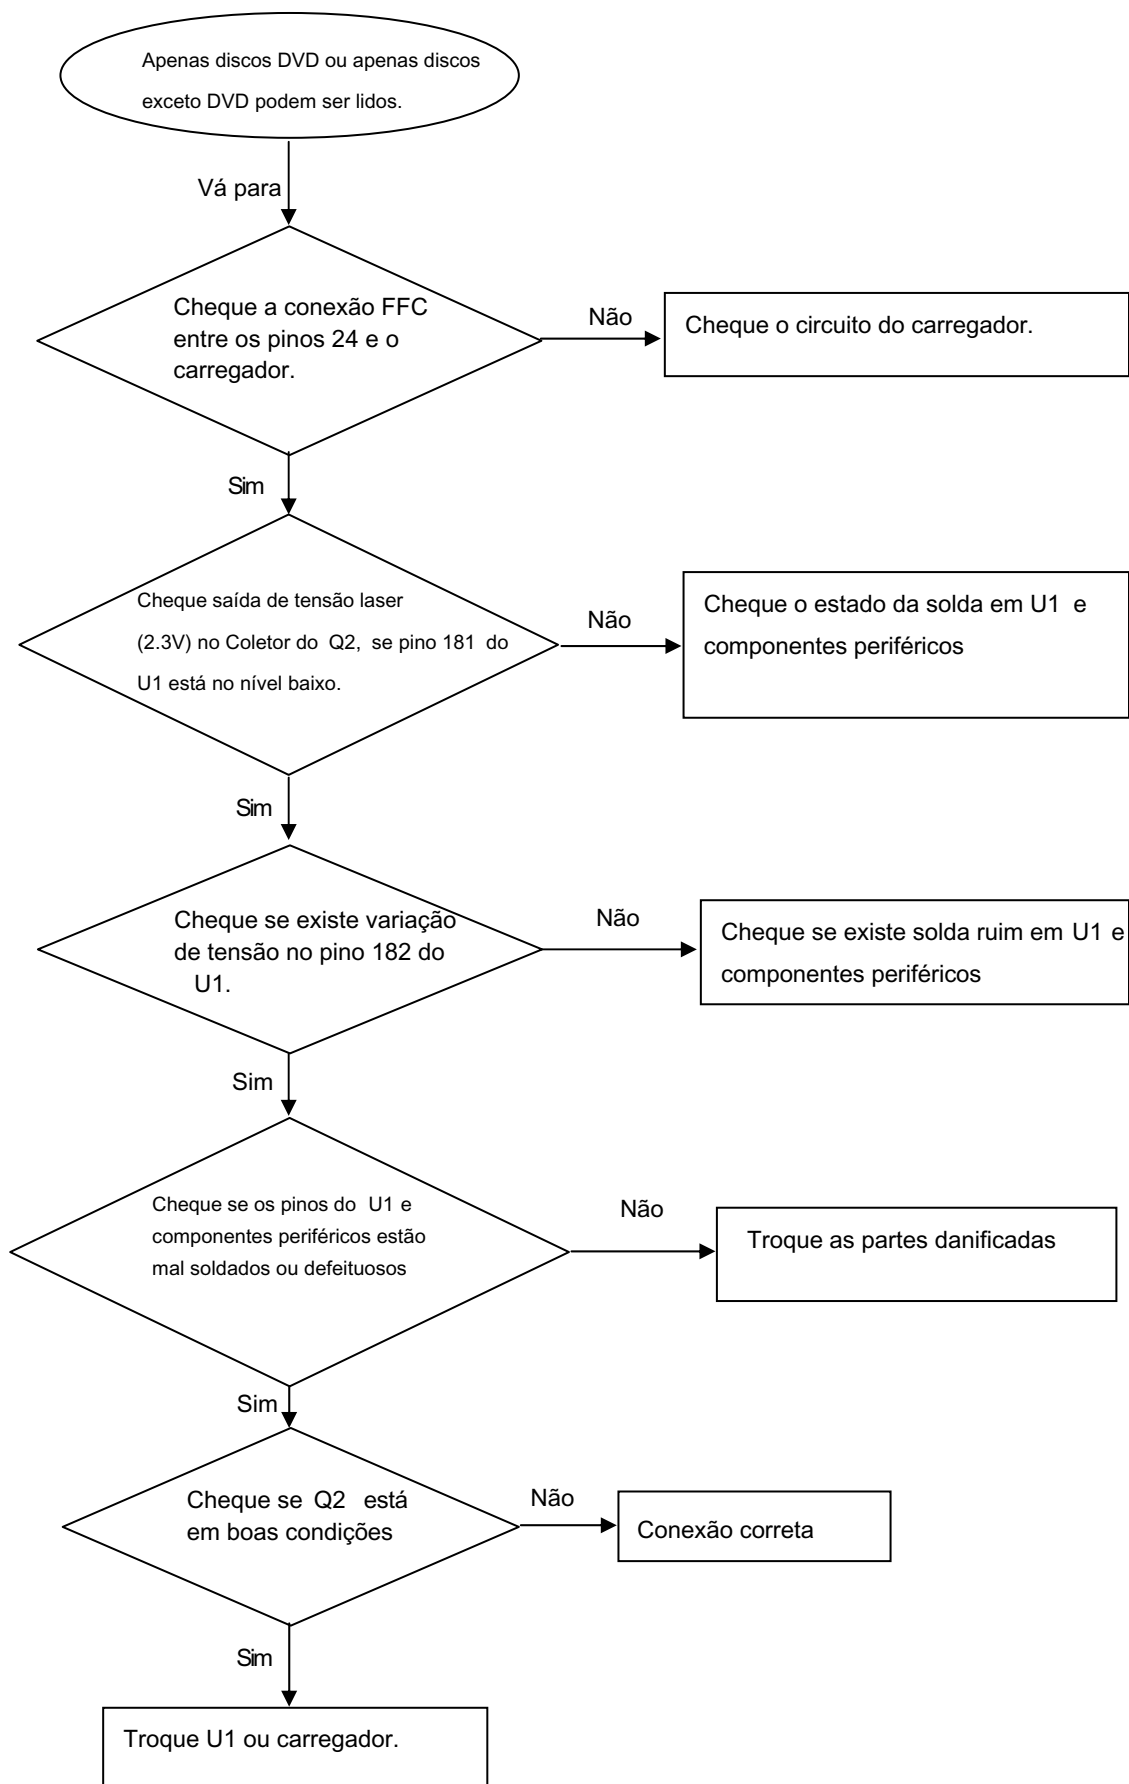 Apenas discos DVD ou apenas discos
exceto DVD podem ser lidos.
Vá para
Cheque a conexão FFC
entre os pinos 24 e o
carregador.
Não
Cheque o circuito do carregador.
Sim
Cheque saída de tensão laser
(2.3V) no Coletor do Q2, se pino 181 do
U1 está no nível baixo.
Não
Cheque o estado da solda em U1 e
componentes periféricos
Sim
Cheque se existe variação
de tensão no pino 182 do
U1.
Não
Cheque se existe solda ruim em U1 e
componentes periféricos
Sim
Cheque se os pinos do U1 e
componentes periféricos estão
mal soldados ou defeituosos
Não
Troque as partes danificadas
Sim
Cheque se Q2 está
em boas condições
Não
Conexão correta
Sim
Troque U1 ou carregador.